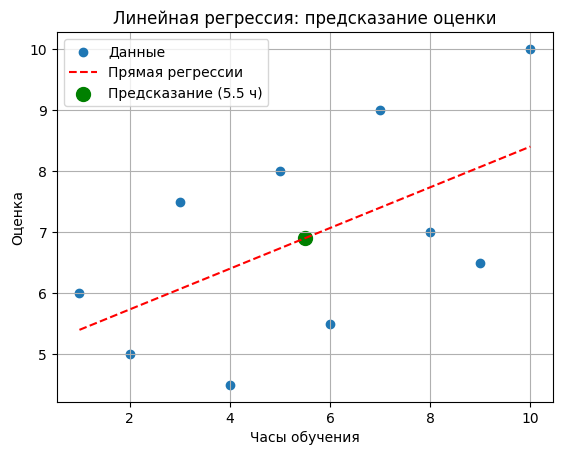 Линейная регрессия: предсказание оценки
Данные
Прямая регрессии
Предсказание (5.5 ч)
Оценка
10
9
8
7
6
5
2
4
6
8
10
Часы обучения